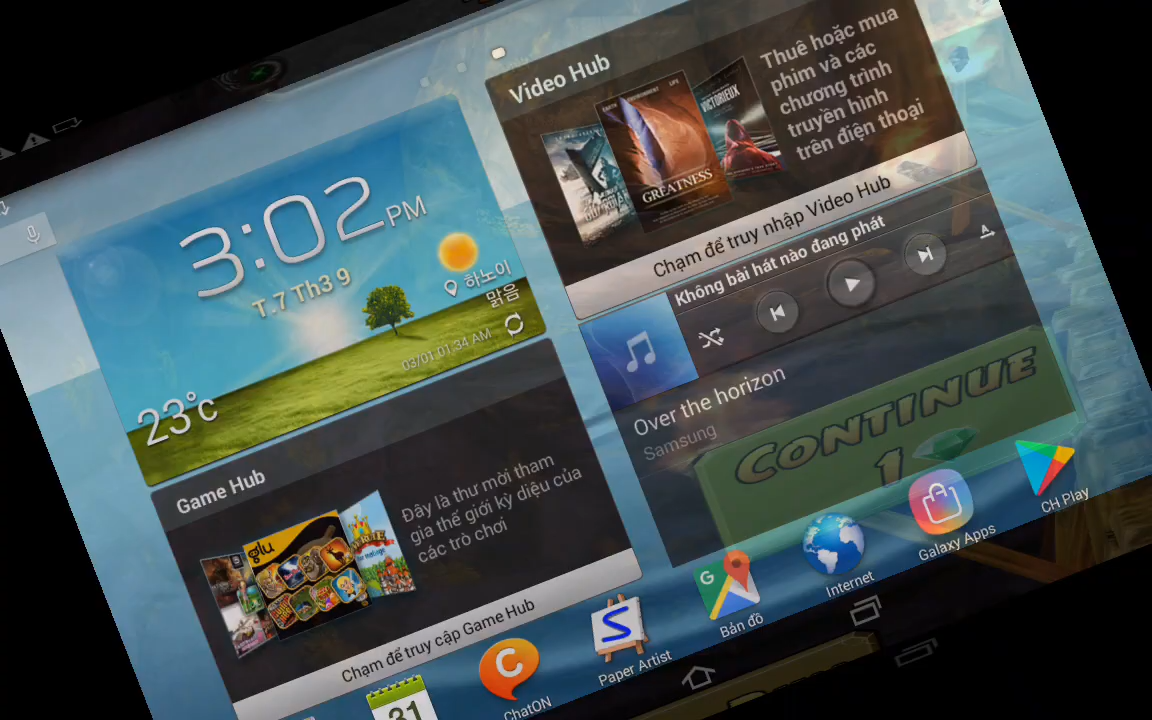 3:02 PM
T.7 Th3 9
하노이
맑음
03/01 01:34 AM
23°c
Game Hub
glu
Đây là thư mời tham
gia thế giới kỳ diệu của
các trò chơi
Chạm để truy cập Game Hub
Video Hub
Thuê hoặc mua
phim và các
chương trình
truyền hình
trên điện thoại
VICTORIEUX
GREATNESS
Chạm để truy nhập Video Hub
Không bài hát nào đang phát
A
Over the horizon
Samsung
CONTINUE
1
31
ChatON
Paper Artist
Bản đồ
Internet
Galaxy Apps
CH Play